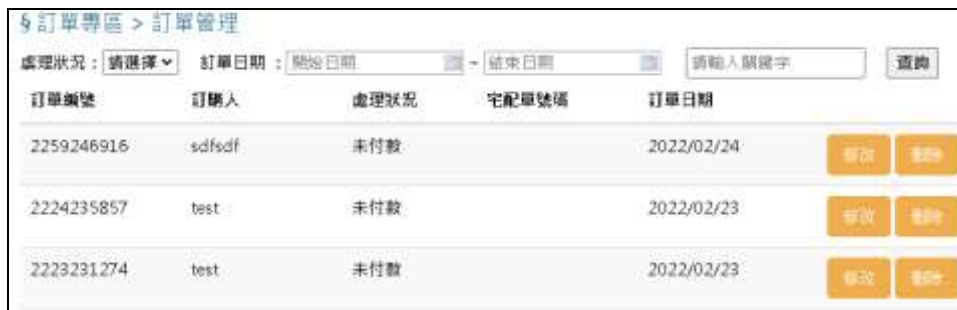 §訂單專區 > 訂單管理
處理狀況：請選擇 訂單日期：開始日期 ~ 結束日期 請輸入關鍵字 查詢
訂單編號 訂購人 處理狀況 宅配單號碼 訂單日期
2259246916 sdfsdf 未付款 2022/02/24 修改 刪除
2224235857 test 未付款 2022/02/23 修改 刪除
2223231274 test 未付款 2022/02/23 修改 刪除